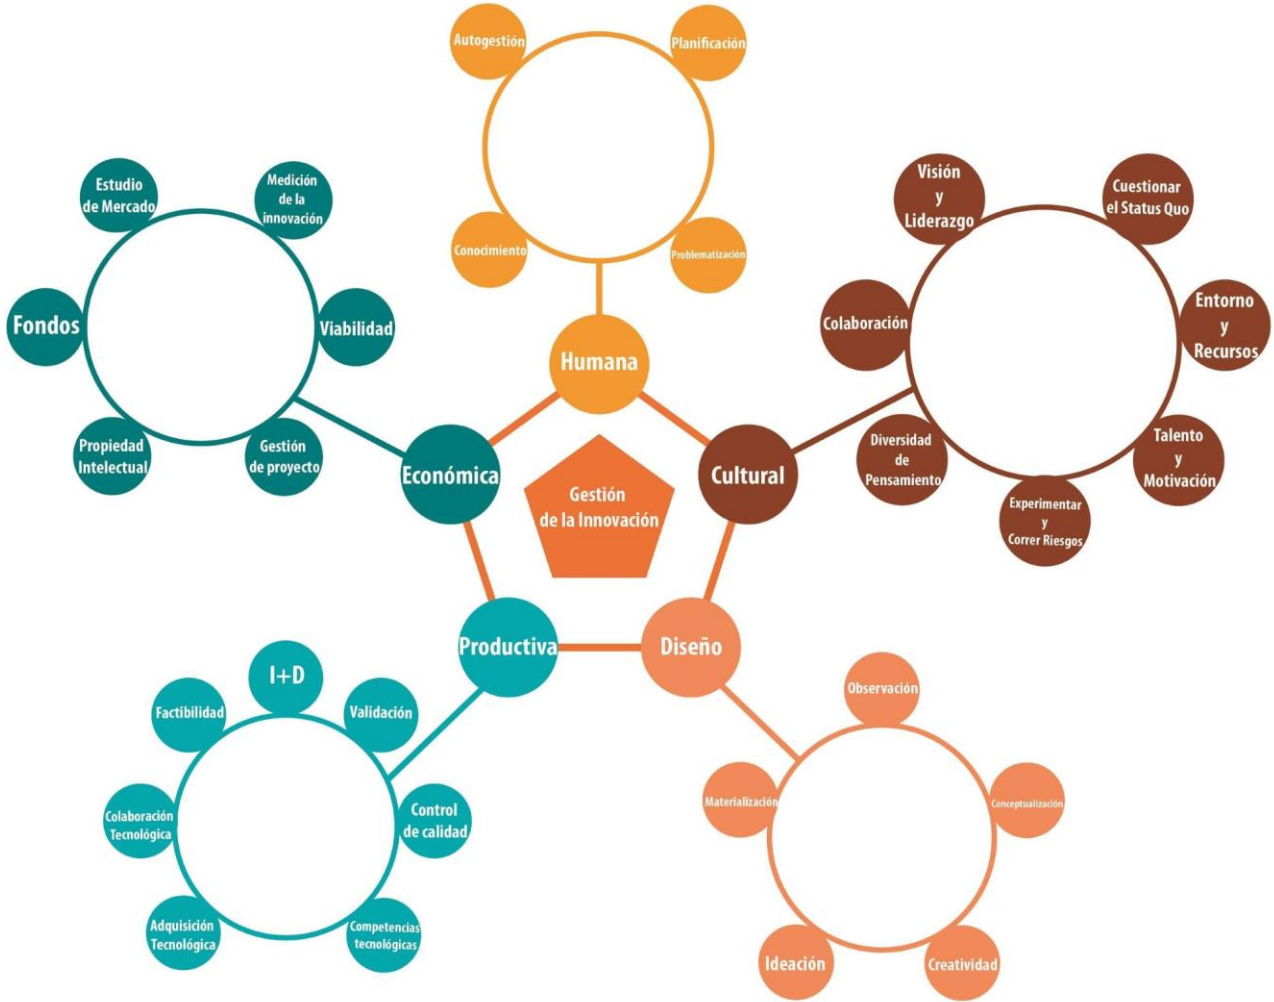 Autogestión
Planificación
Conocimiento
Problematización
Humana
Estudio
de Mercado
Medición
de la
innovación
Fondos
Viabilidad
Propiedad
Intelectual
Gestión
de proyecto
Económica
Visión
y
Liderazgo
Cuestionar
el Status Quo
Colaboración
Entorno
y
Recursos
Diversidad
de
Pensamiento
Talento
y
Motivación
Experimentar
y
Correr Riesgos
Cultural
Gestión
de la Innovación
Productiva
Diseño
I+D
Factibilidad
Validación
Colaboración
Tecnológica
Control
de calidad
Adquisición
Tecnológica
Competencias
tecnológicas
Observación
Materialización
Conceptualización
Ideación
Creatividad